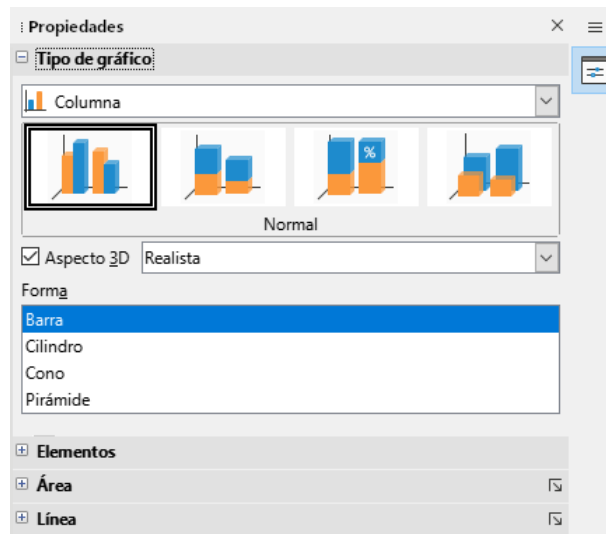 Propiedades
Tipo de gráfico
Columna
%
Normal
Aspecto 3D Realista
Forma
Barra
Cilindro
Cono
Pirámide
Elementos
Área
Línea